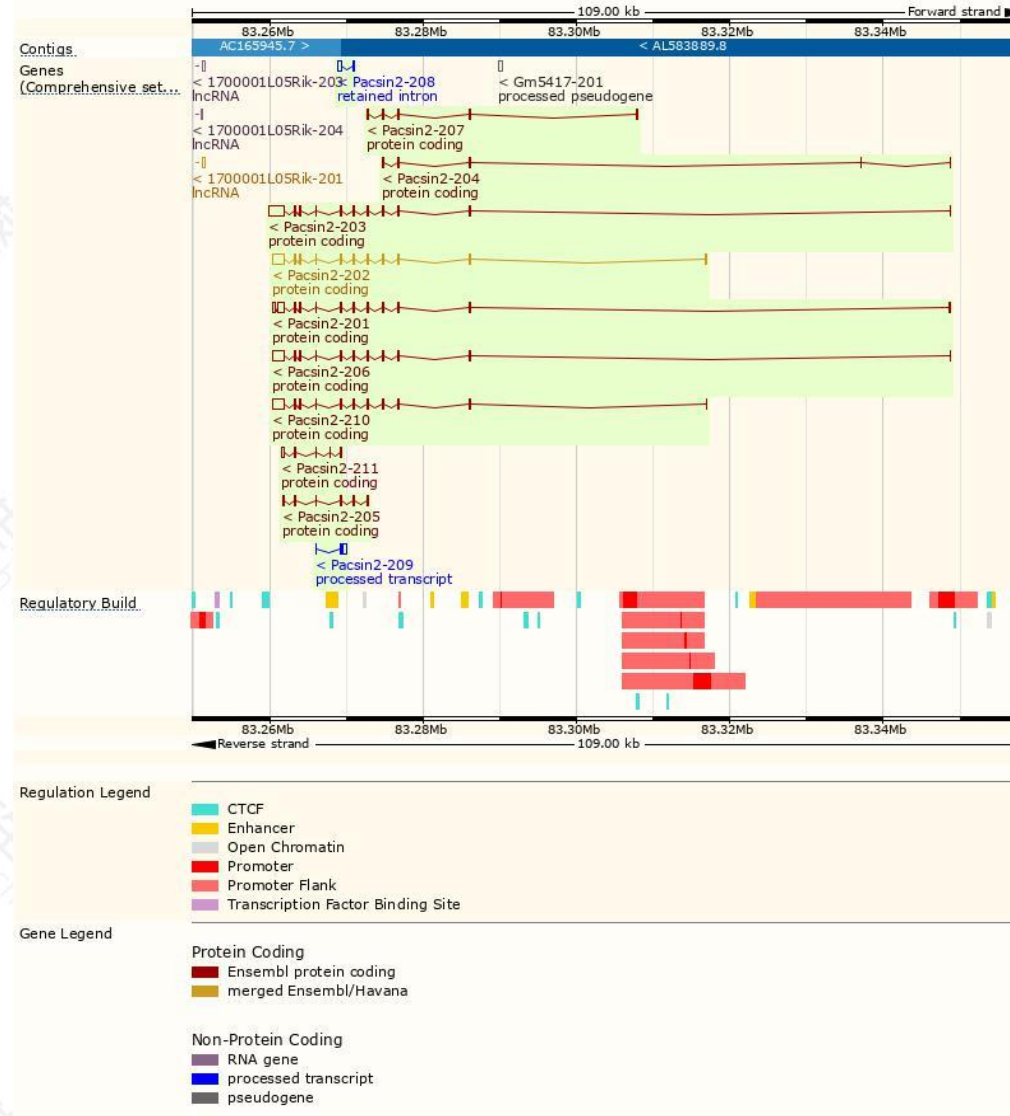 109.00 kb Forward strand
83.26Mb 83.28Mb 83.30Mb 83.32Mb 83.34Mb
Contigs AC165945.7 > < AL583889.8
Genes
(Comprehensive set...
< 1700001L05Rik-203 < Pacsin2-208 < Gm5417-201
lncRNA retained intron processed pseudogene
< 1700001L05Rik-204 < Pacsin2-207
lncRNA protein coding
< 1700001L05Rik-201 < Pacsin2-204
lncRNA protein coding
< Pacsin2-203
protein coding
< Pacsin2-202
protein coding
< Pacsin2-201
protein coding
< Pacsin2-206
protein coding
< Pacsin2-210
protein coding
< Pacsin2-211
protein coding
< Pacsin2-205
protein coding
< Pacsin2-209
processed transcript
Regulatory Build
83.26Mb 83.28Mb 83.30Mb 83.32Mb 83.34Mb
Reverse strand 109.00 kb
Regulation Legend
CTCF
Enhancer
Open Chromatin
Promoter
Promoter Flank
Transcription Factor Binding Site
Gene Legend
Protein Coding
Ensembl protein coding
merged Ensembl/Havana
Non-Protein Coding
RNA gene
processed transcript
pseudogene